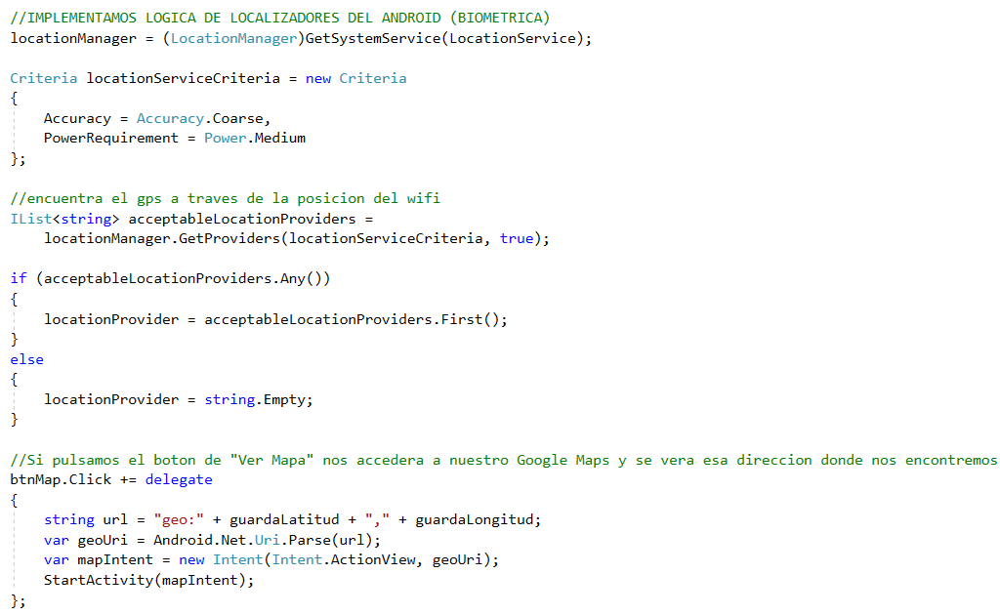 //IMPLEMENTAMOS LOGICA DE LOCALIZADORES DEL ANDROID (BIOMETRICA)
locationManager = (LocationManager)GetSystemService(LocationService);
Criteria locationServiceCriteria = new Criteria
{
Accuracy = Accuracy.Coarse,
PowerRequirement = Power.Medium
};
//encuentra el gps a traves de la posicion del wifi
IList<string> acceptableLocationProviders =
locationManager.GetProviders(locationServiceCriteria, true);
if (acceptableLocationProviders.Any())
{
locationProvider = acceptableLocationProviders.First();
}
else
{
locationProvider = string.Empty;
}
//Si pulsamos el boton de "Ver Mapa" nos accedera a nuestro Google Maps y se vera esa direccion donde nos encontremos
btnMap.Click += delegate
{
string url = "geo:" + guardaLatitud + "," + guardaLongitud;
var geoUri = Android.Net.Uri.Parse(url);
var mapIntent = new Intent(Intent.ActionView, geoUri);
StartActivity(mapIntent);
};